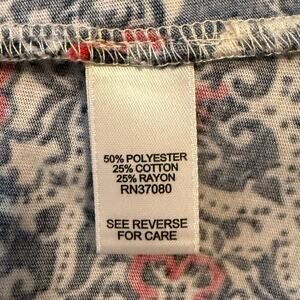 50% POLYESTER
25% COTTON
25% RAYON
RN37080
SEE REVERSE
FOR CARE